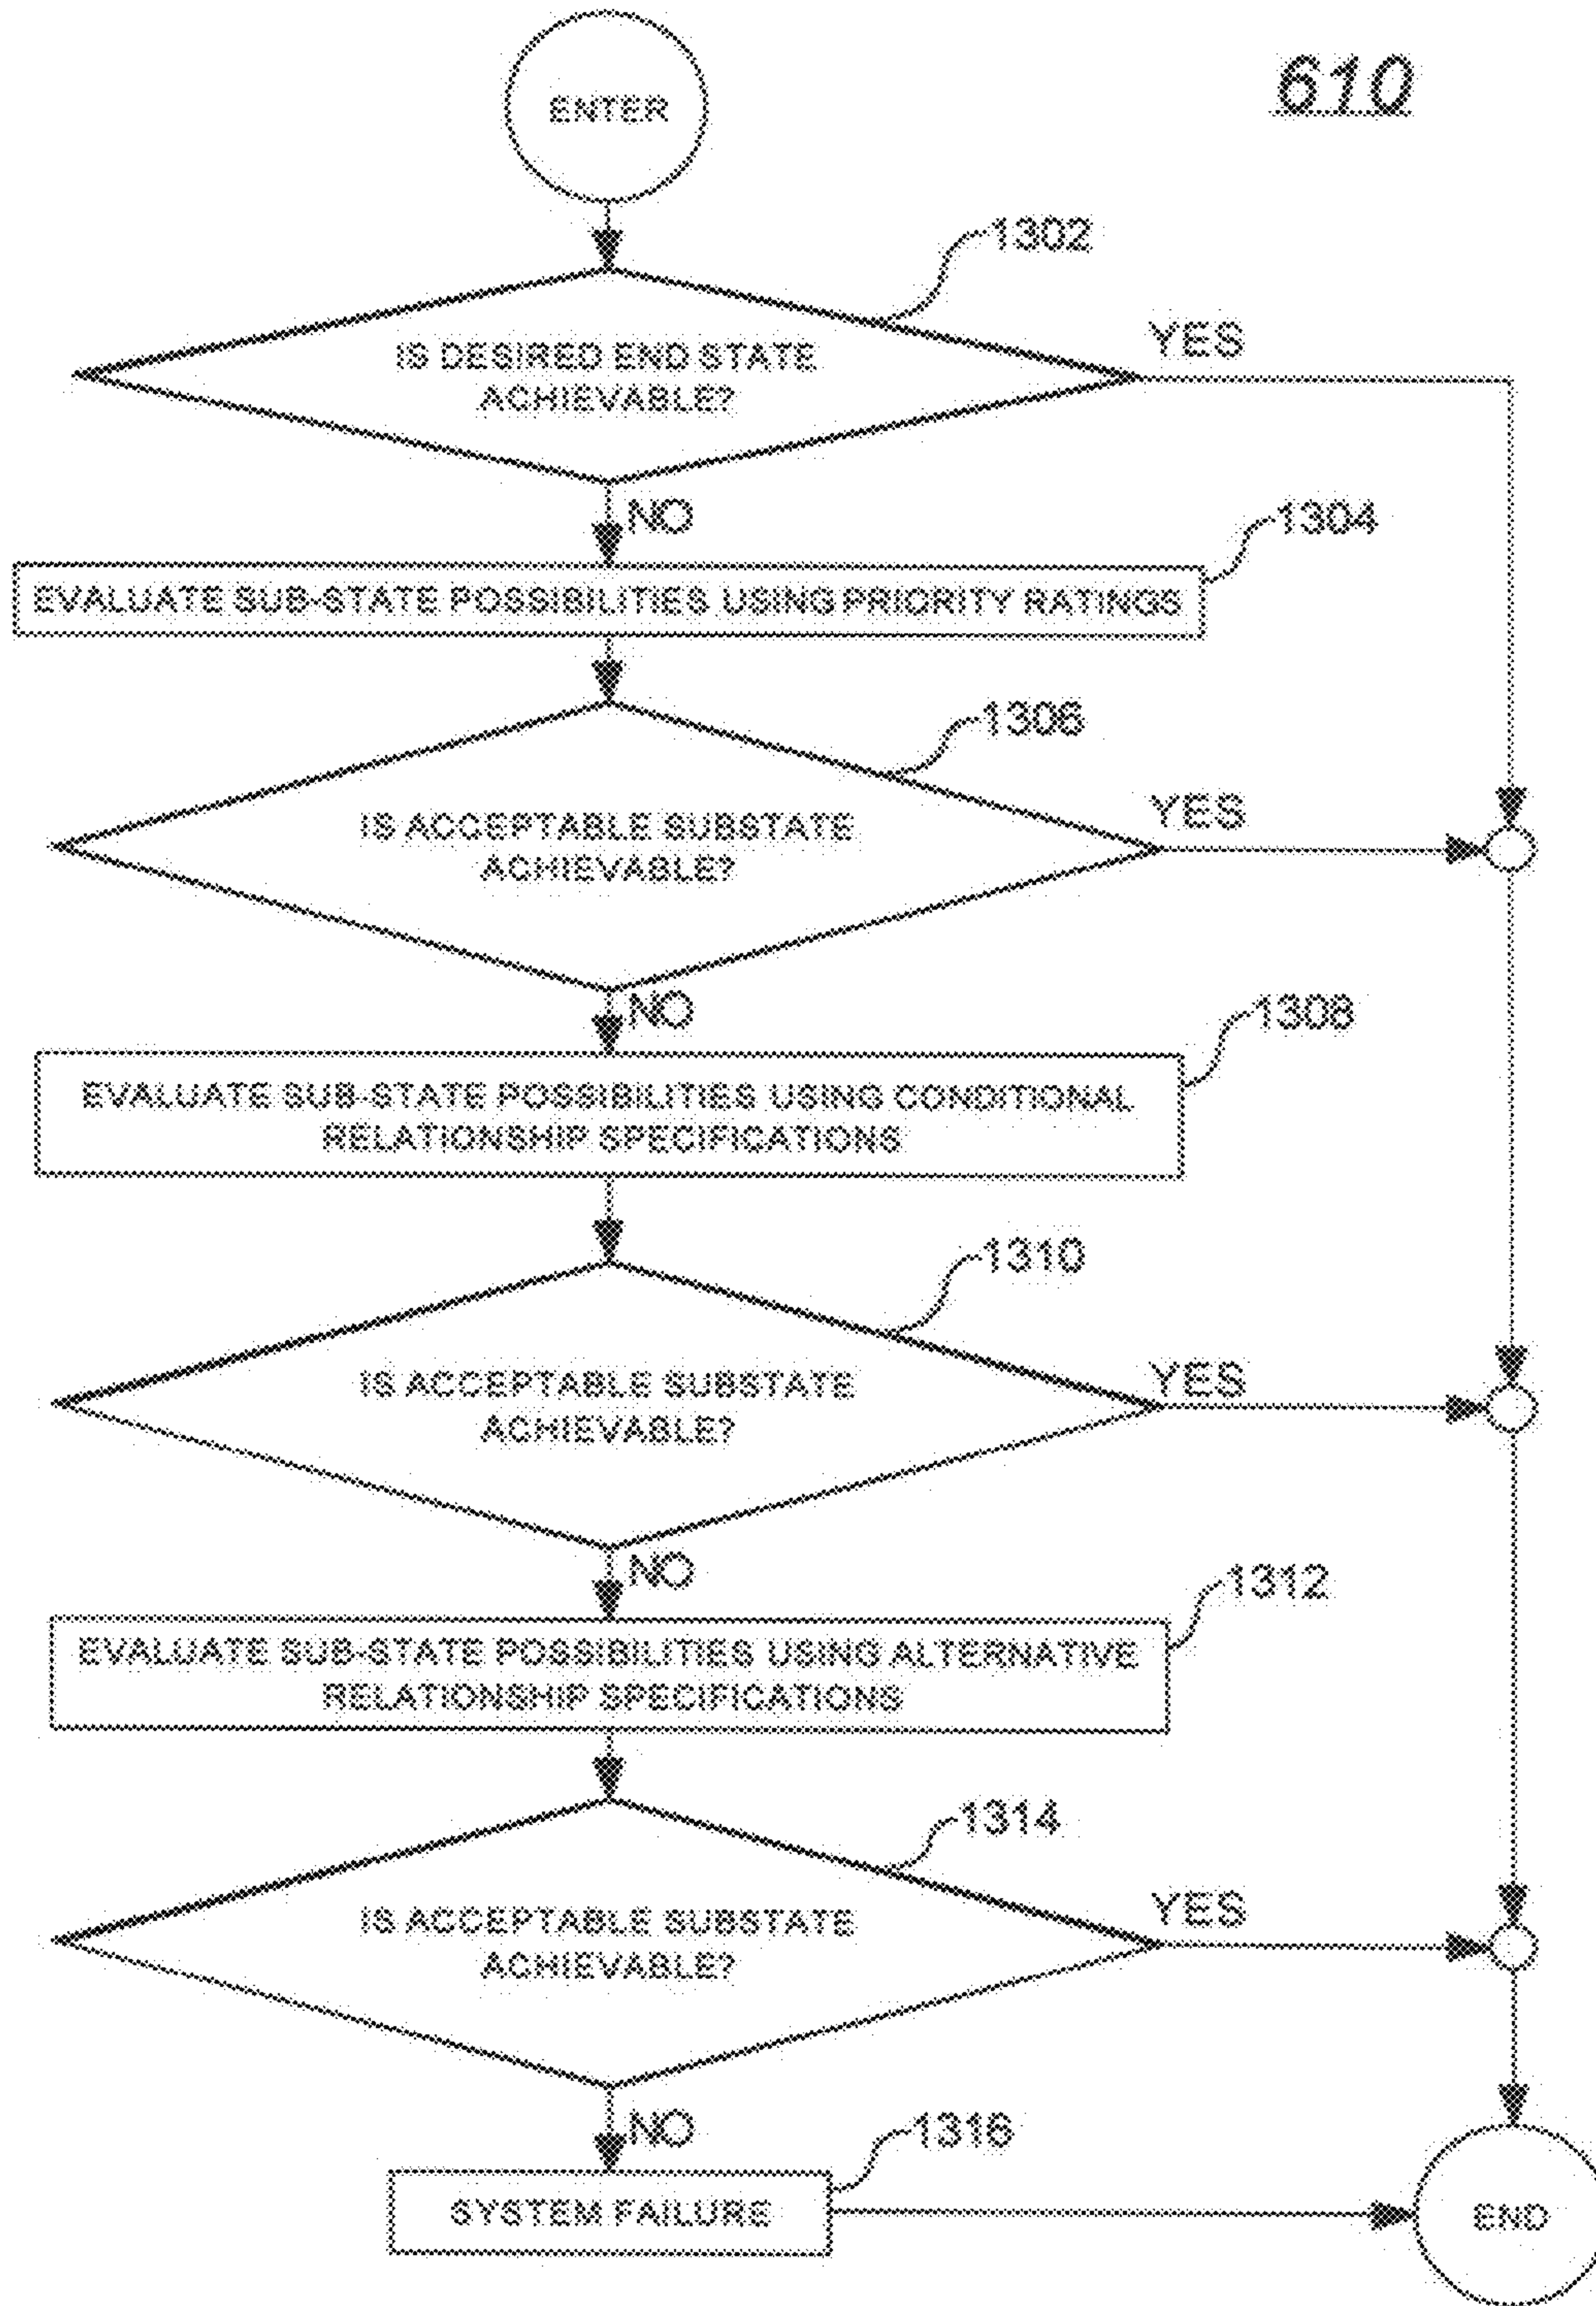 610
ENTER
1302
IS DESIRED END STATE
ACHIEVABLE?
YES
NO
1304
EVALUATE SUB-STATE POSSIBILITIES USING PRIORITY RATINGS
1306
IS ACCEPTABLE SUBSTATE
ACHIEVABLE?
YES
NO
1308
EVALUATE SUB-STATE POSSIBILITIES USING CONDITIONAL
RELATIONSHIP SPECIFICATIONS
1310
IS ACCEPTABLE SUBSTATE
ACHIEVABLE?
YES
NO
1312
EVALUATE SUB-STATE POSSIBILITIES USING ALTERNATIVE
RELATIONSHIP SPECIFICATIONS
1314
IS ACCEPTABLE SUBSTATE
ACHIEVABLE?
YES
NO
1316
SYSTEM FAILURE
END